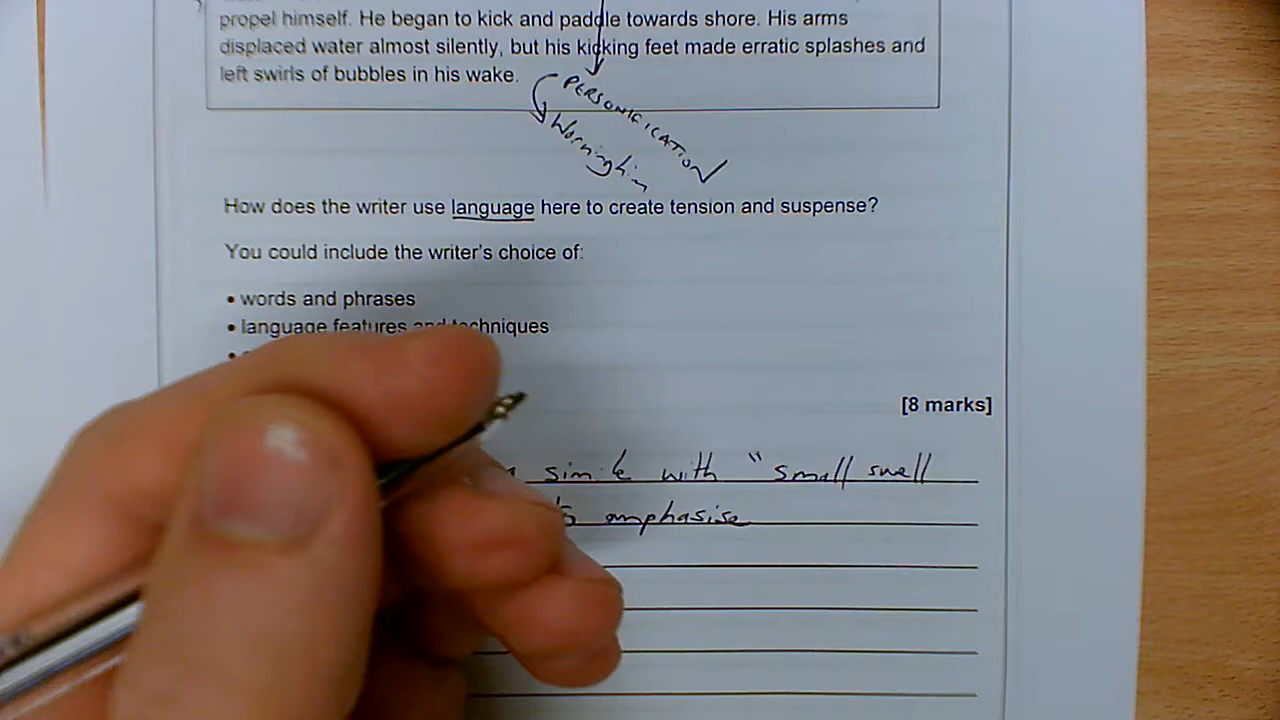 propel himself. He began to kick and paddle towards shore. His arms
displaced water almost silently, but his kicking feet made erratic splashes and
left swirls of bubbles in his wake.
PERSONIFICATION
Warning him
How does the writer use language here to create tension and suspense?
You could include the writer's choice of:
• words and phrases
• language features and techniques
•
[8 marks]
simile with "small swell
emphasise